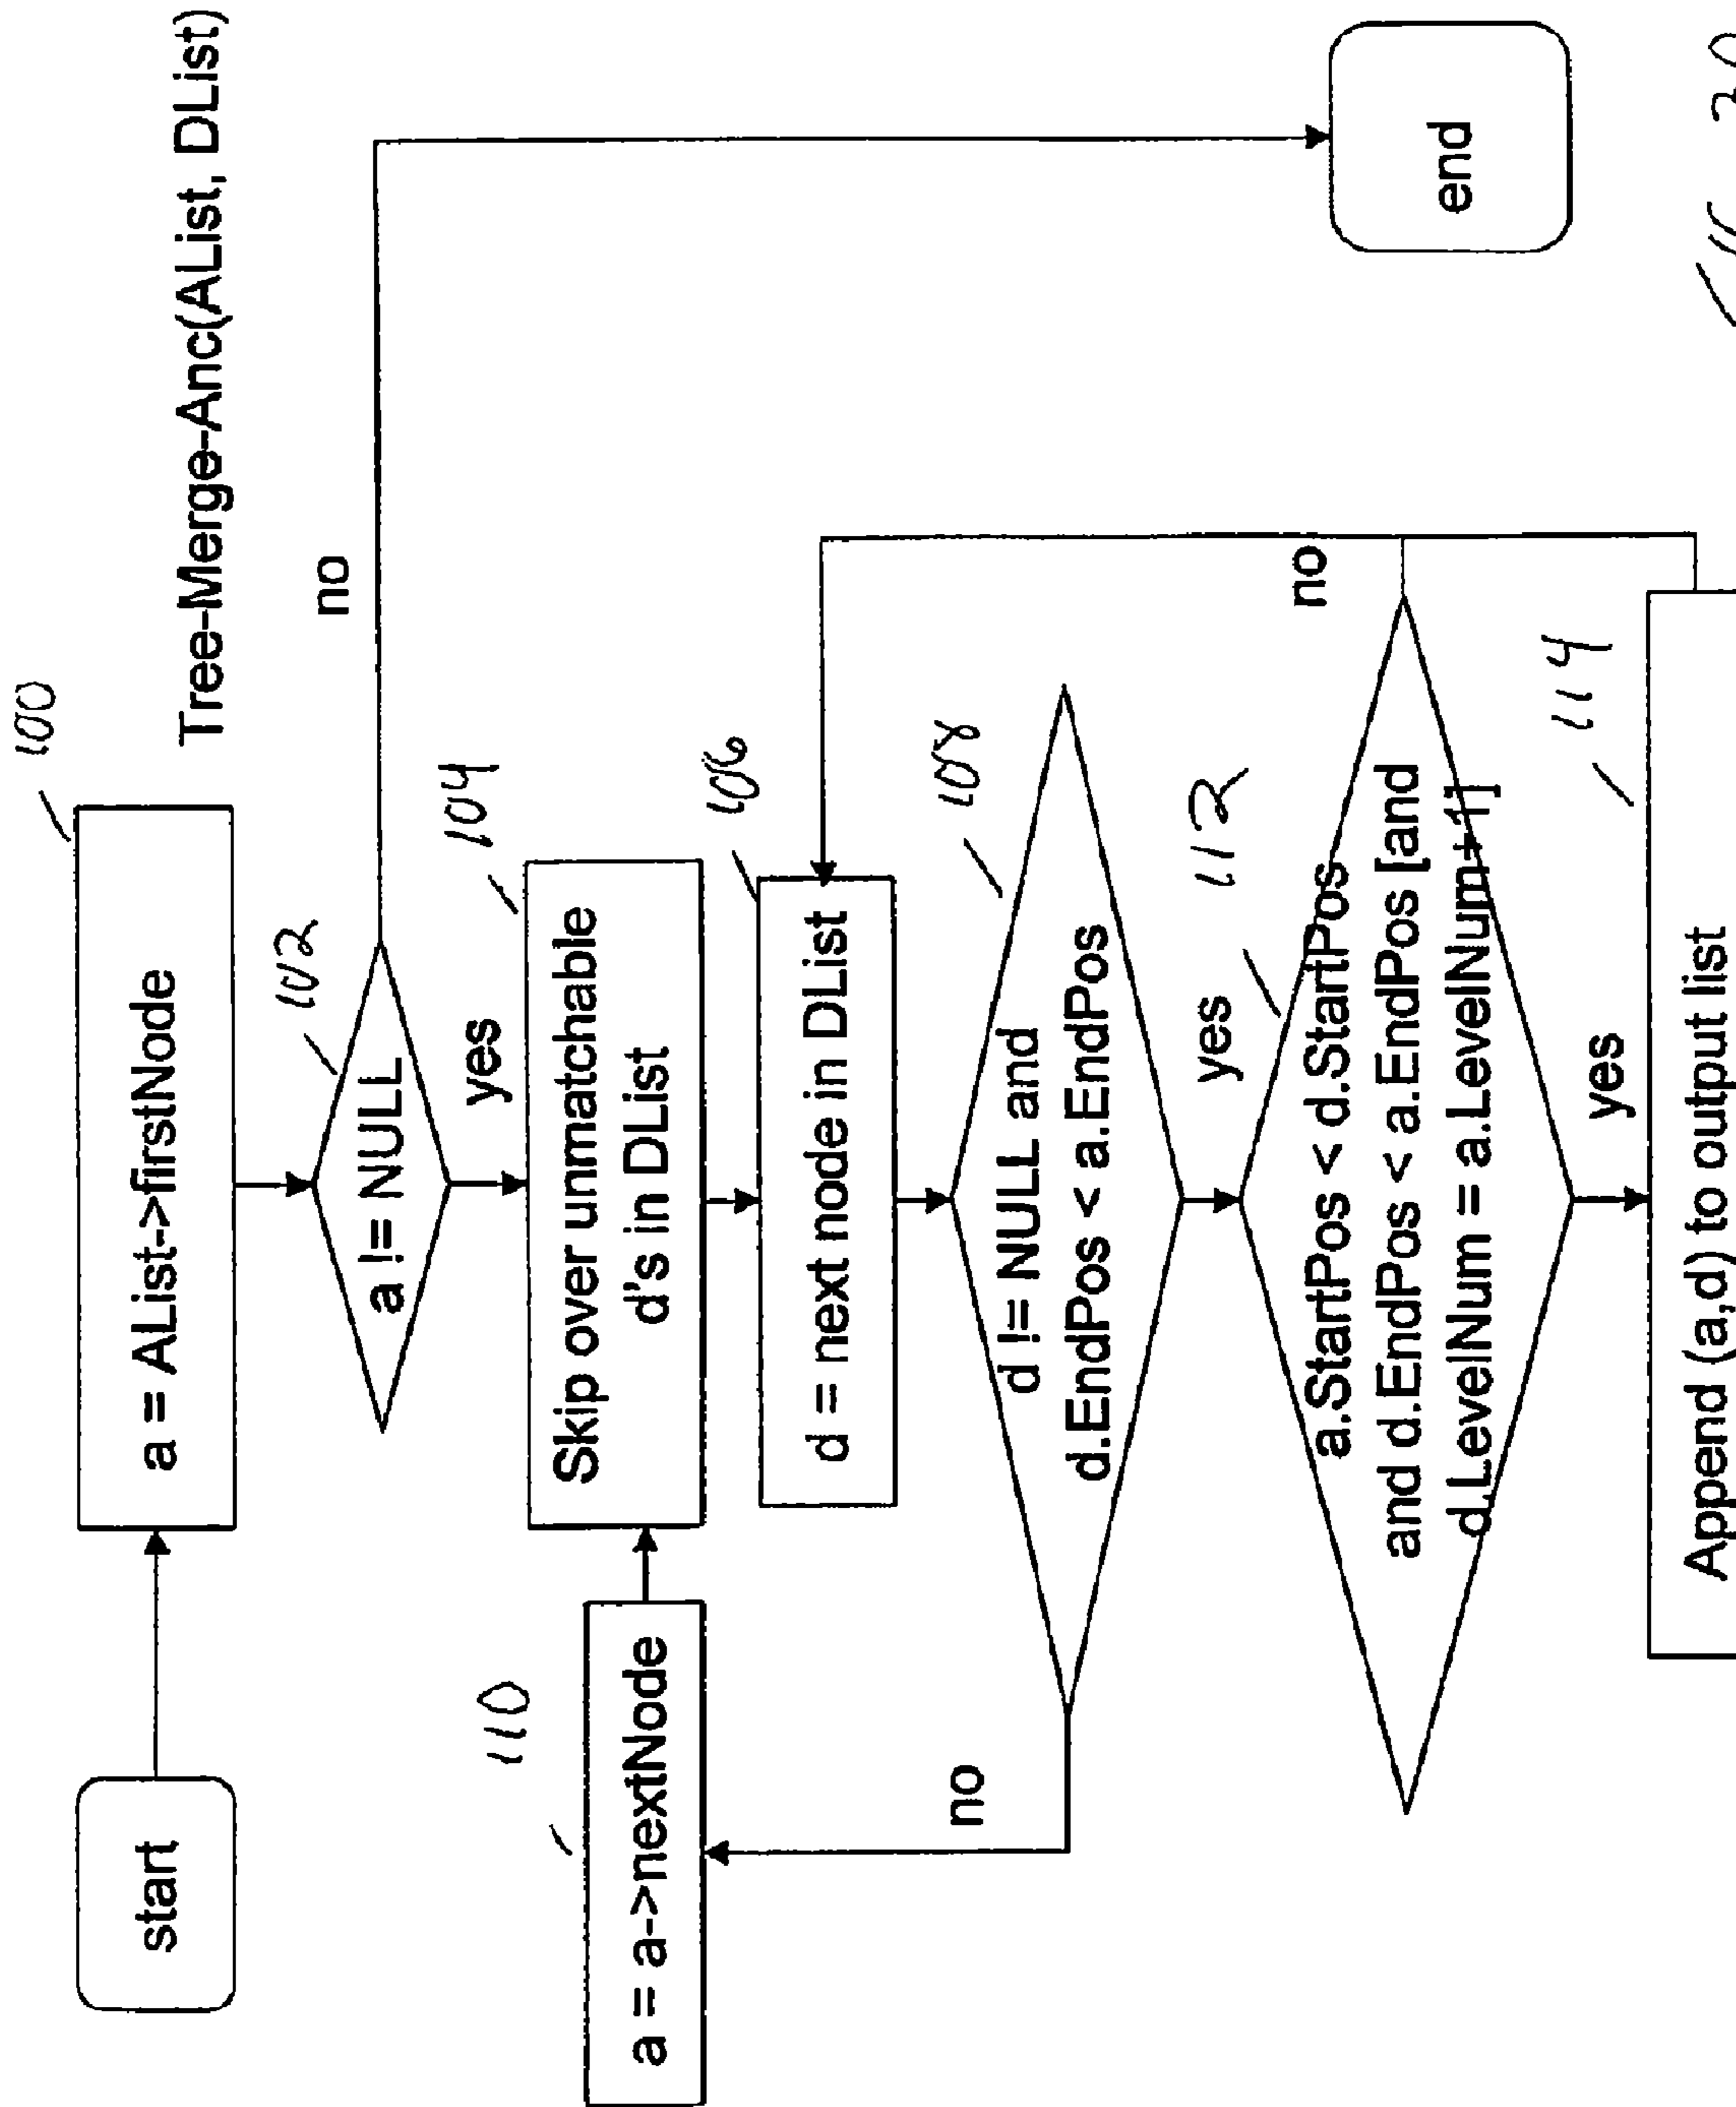 Tree-Merge-Anc(AList, DList)
start
a = AList->firstNode
100
a != NULL
102
no
yes
Skip over unmatchable
d's in DList
104
a = a->nextNode
110
d = next node in DList
106
d != NULL and
d.EndPos < a.EndPos
108
no
yes
a.StartPos < d.StartPos
and d.EndPos < a.EndPos [and
d.LevelNum = a.LevelNum+1]
112
no
yes
Append (a,d) to output list
114
end